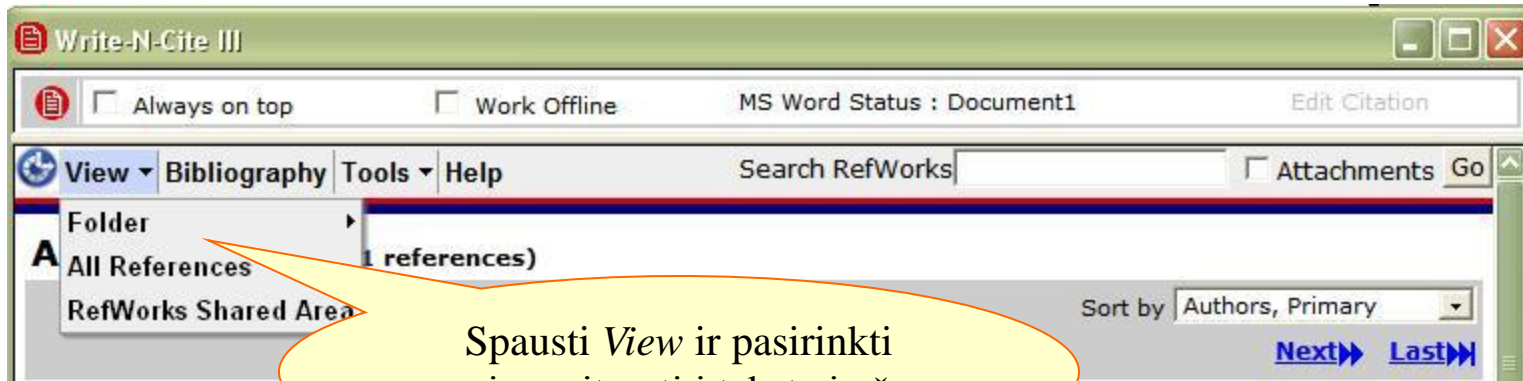 Write-N-Cite III
Always on top Work Offline MS Word Status : Document1 Edit Citation
View Bibliography Tools Help Search RefWorks Attachments Go
Folder
A 1 references)
All References
RefWorks Shared Area
Sort by Authors, Primary
Spausti View ir pasirinkti
Next Last